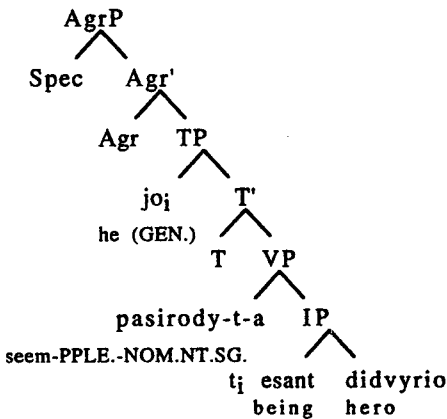 AgrP
Spec Agr'
Agr TP
joi T'
he (GEN.)
T VP
pasirody-t-a IP
seem-PPLE.-NOM.NT.SG.
ti esant didvyrio
being hero